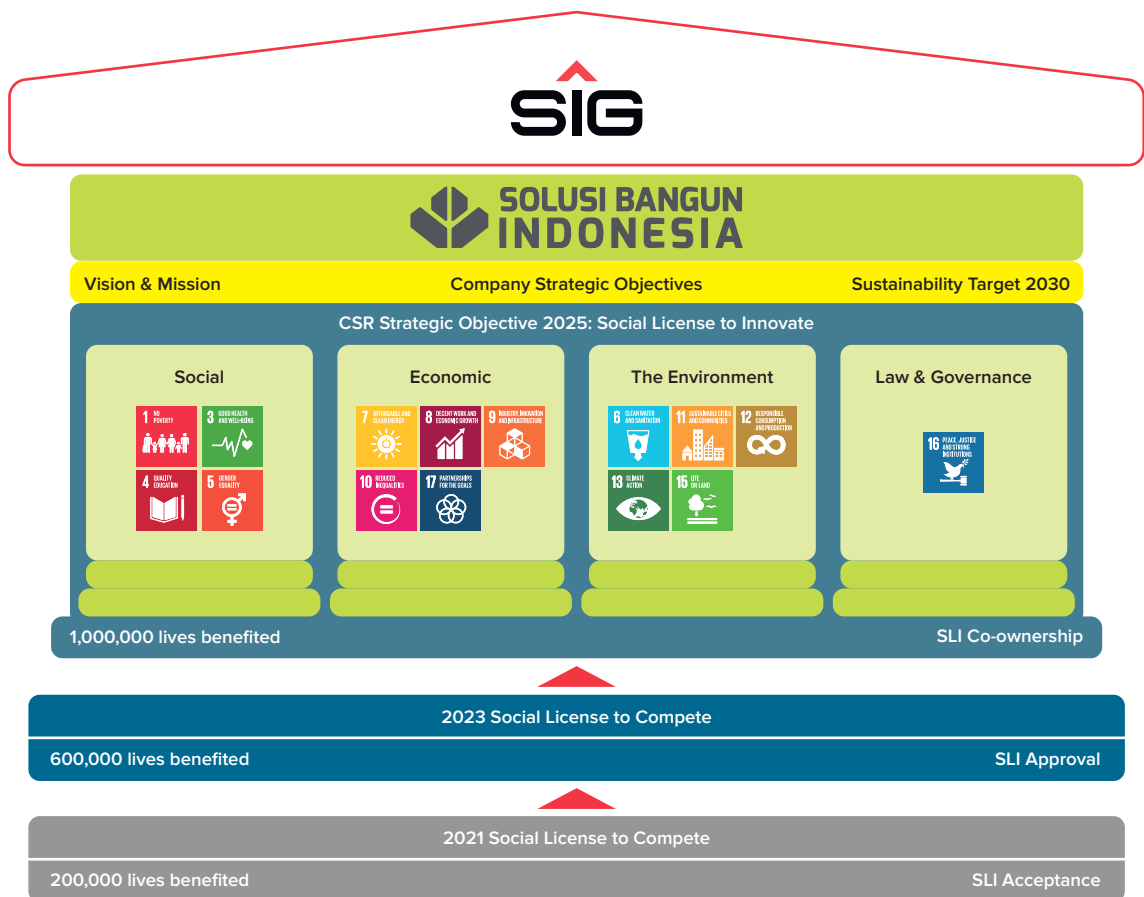 SIG
SOLUSI BANGUN
INDONESIA
Vision & Mission
Company Strategic Objectives
Sustainability Target 2030
CSR Strategic Objective 2025: Social License to Innovate
Social
1 NO
POVERTY
3 GOOD HEALTH
AND WELL-BEING
4 QUALITY
EDUCATION
5 GENDER
EQUALITY
Economic
7 AFFORDABLE AND
CLEAN ENERGY
8 DECENT WORK AND
ECONOMIC GROWTH
9 INDUSTRY, INNOVATION
AND INFRASTRUCTURE
10 REDUCED
INEQUALITIES
17 PARTNERSHIPS
FOR THE GOALS
The Environment
6 CLEAN WATER
AND SANITATION
11 SUSTAINABLE CITIES
AND COMMUNITIES
12 RESPONSIBLE
CONSUMPTION
AND PRODUCTION
13 CLIMATE
ACTION
15 LIFE
ON LAND
Law & Governance
16 PEACE, JUSTICE
AND STRONG
INSTITUTIONS
1,000,000 lives benefited
SLI Co-ownership
2023 Social License to Compete
600,000 lives benefited
SLI Approval
2021 Social License to Compete
200,000 lives benefited
SLI Acceptance